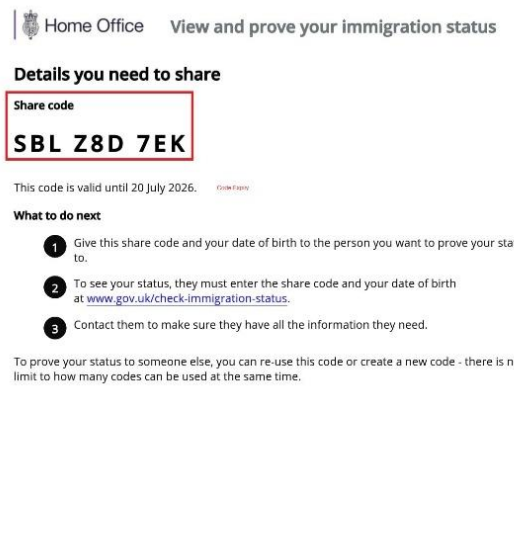 Home Office View and prove your immigration status
Details you need to share
Share code
SBL Z8D 7EK
This code is valid until 20 July 2026. Code Expiry
What to do next
1 Give this share code and your date of birth to the person you want to prove your sta
to.
2 To see your status, they must enter the share code and your date of birth
at www.gov.uk/check-immigration-status.
3 Contact them to make sure they have all the information they need.
To prove your status to someone else, you can re-use this code or create a new code - there is n
limit to how many codes can be used at the same time.